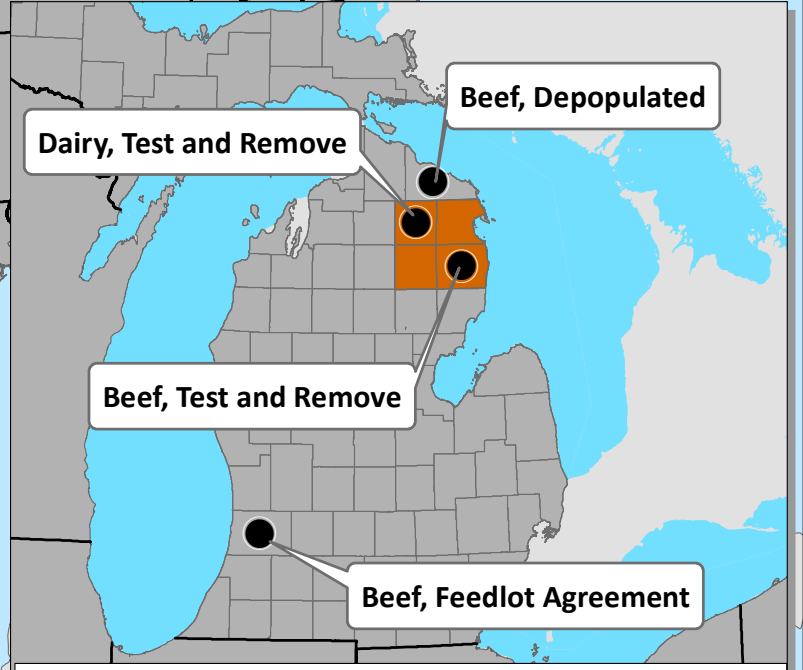 Beef, Depopulated
Dairy, Test and Remove
Beef, Test and Remove
Beef, Feedlot Agreement